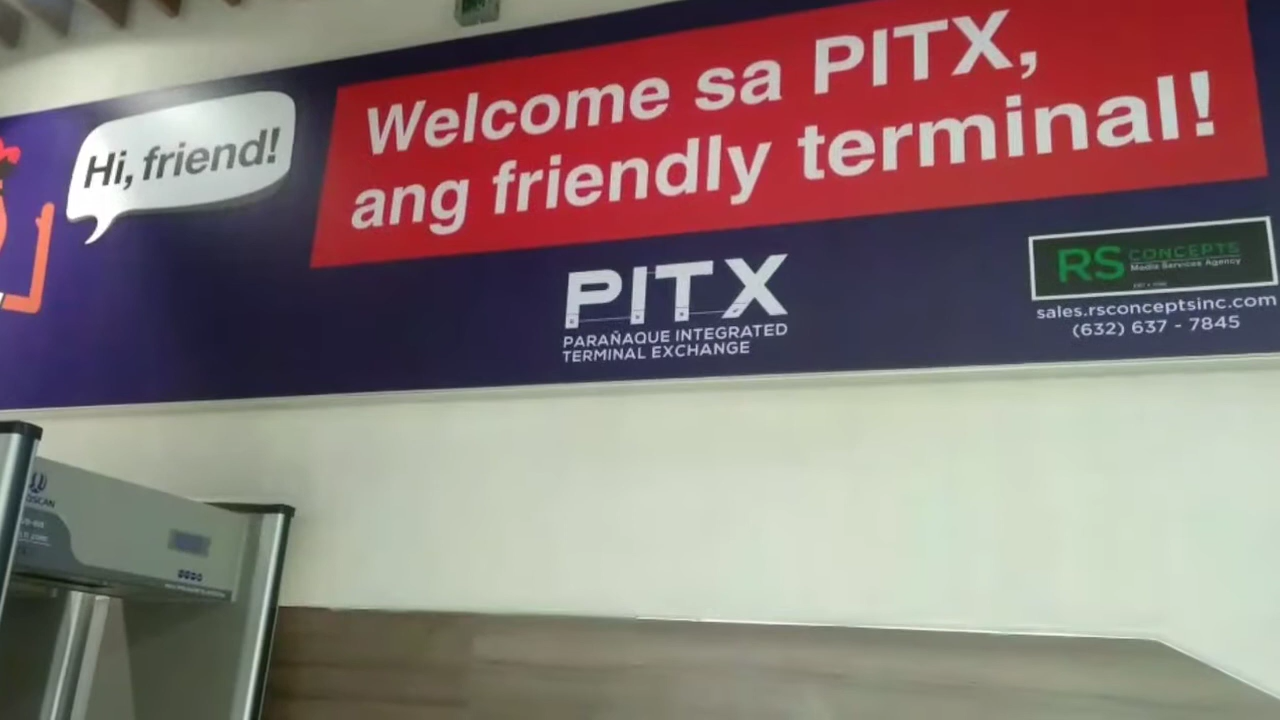 Hi, friend!
Welcome sa PITX,
ang friendly terminal!
PITX
PARAÑAQUE INTEGRATED
TERMINAL EXCHANGE
RS CONCEPTS
Media Services Agency
sales.rsconceptsinc.com
(632) 637 - 7845